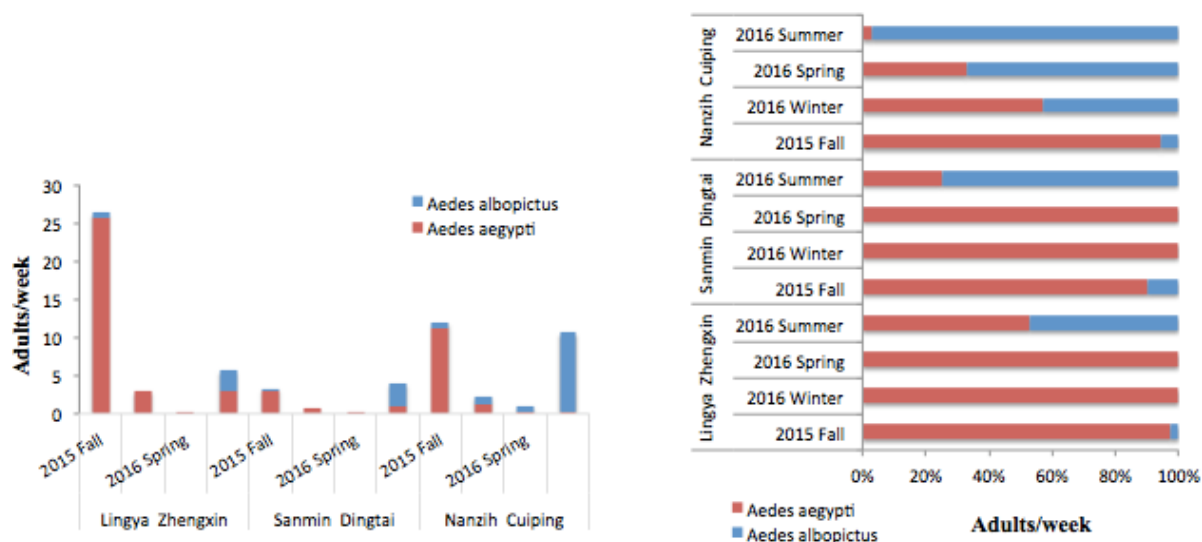 30
25
20
15
10
5
0
Adults/week
Aedes albopictus
Aedes aegypti
2015 Fall
2016 Spring
2015 Fall
2016 Spring
2015 Fall
2016 Spring
Lingya Zhengxin
Sanmin Dingtai
Nanzih Cuiping
Nanzih Cuiping
2016 Summer
2016 Spring
2016 Winter
2015 Fall
Sanmin Dingtai
2016 Summer
2016 Spring
2016 Winter
2015 Fall
Lingya Zhengxin
2016 Summer
2016 Spring
2016 Winter
2015 Fall
0% 20% 40% 60% 80% 100%
Aedes aegypti
Aedes albopictus
Adults/week